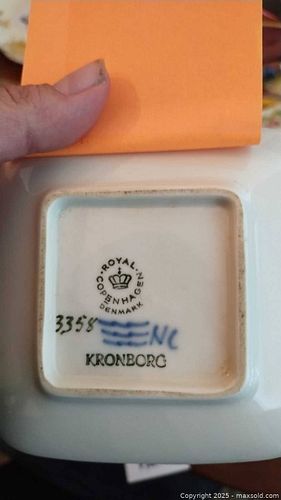 ROYAL
COPENHAGEN
DENMARK
3358 NC
KRONBORG
Copyright 2025 - maxsold.com